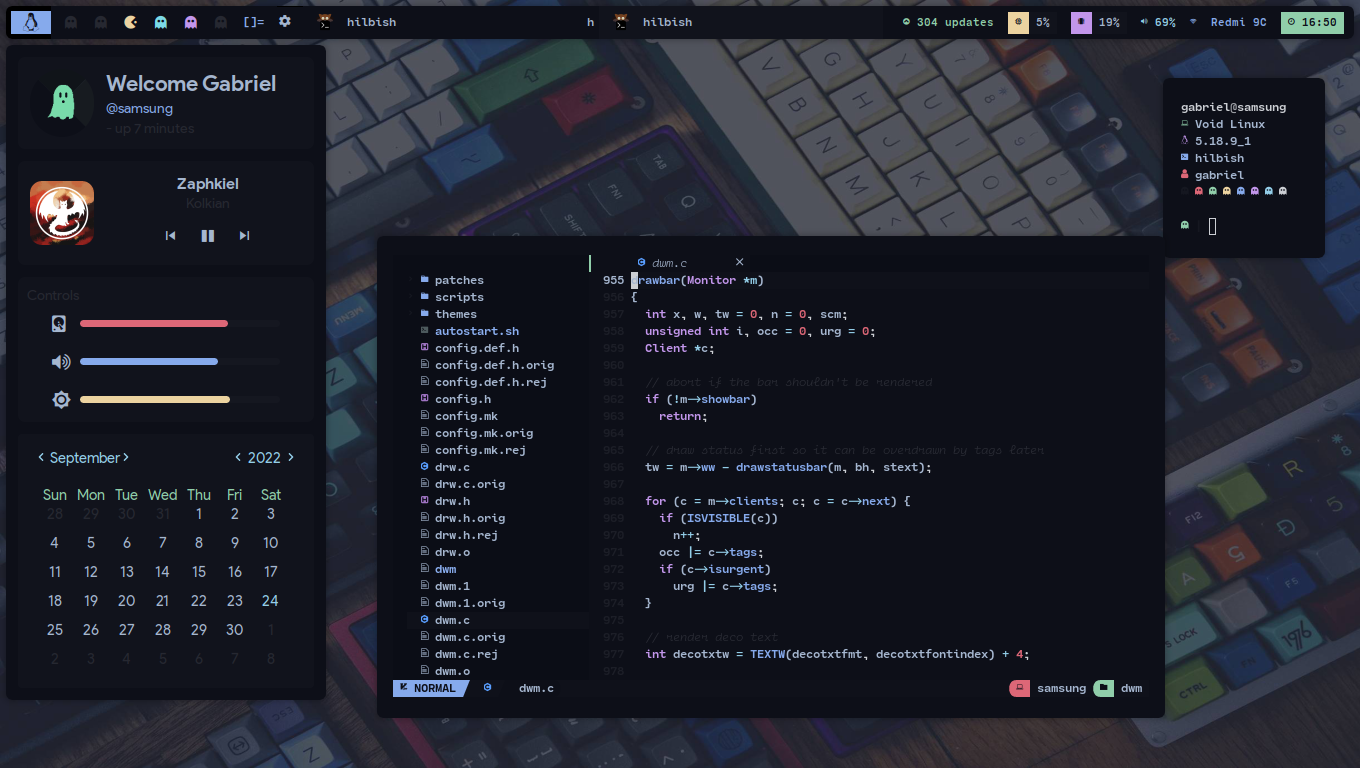 []= hilbish h hilbish 304 updates 5% 19% 69% Redmi 9C 16:50
Welcome Gabriel
@samsung
- up 7 minutes
Zaphkiel
Kolkian
Controls
September 2022
Sun Mon Tue Wed Thu Fri Sat
28 29 30 31 1 2 3
4 5 6 7 8 9 10
11 12 13 14 15 16 17
18 19 20 21 22 23 24
25 26 27 28 29 30 1
2 3 4 5 6 7 8
gabriel@samsung
Void Linux
5.18.9_1
hilbish
gabriel
patches
scripts
themes
autostart.sh
config.def.h
config.def.h.orig
config.def.h.rej
config.h
config.mk
config.mk.orig
config.mk.rej
drw.c
drw.c.orig
drw.h
drw.h.orig
drw.h.rej
drw.o
dwm
dwm.1
dwm.1.orig
dwm.c
dwm.c.orig
dwm.c.rej
dwm.o
dwm.c ×
955 rawbar(Monitor *m)
956 {
957 int x, w, tw = 0, n = 0, scm;
958 unsigned int i, occ = 0, urg = 0;
959 Client *c;
960
961 // abort if the bar shouldn't be rendered
962 if (!m->showbar)
963 return;
964
965 // draw status first so it can be overdrawn by tags later
966 tw = m->ww - drawstatusbar(m, bh, stext);
967
968 for (c = m->clients; c; c = c->next) {
969 if (ISVISIBLE(c))
970 n++;
971 occ |= c->tags;
972 if (c->isurgent)
973 urg |= c->tags;
974 }
975
976 // render deco text
977 int decotxtw = TEXTW(decotxtfmt, decotxtfontindex) + 4;
978
NORMAL dwm.c samsung dwm